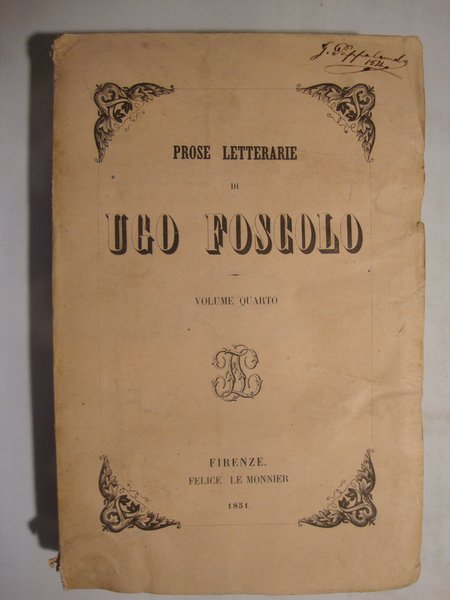 PROSE LETTERARIE
DI
UGO FOSCOLO
VOLUME QUARTO
FIRENZE.
FELICE LE MONNIER.
1851.